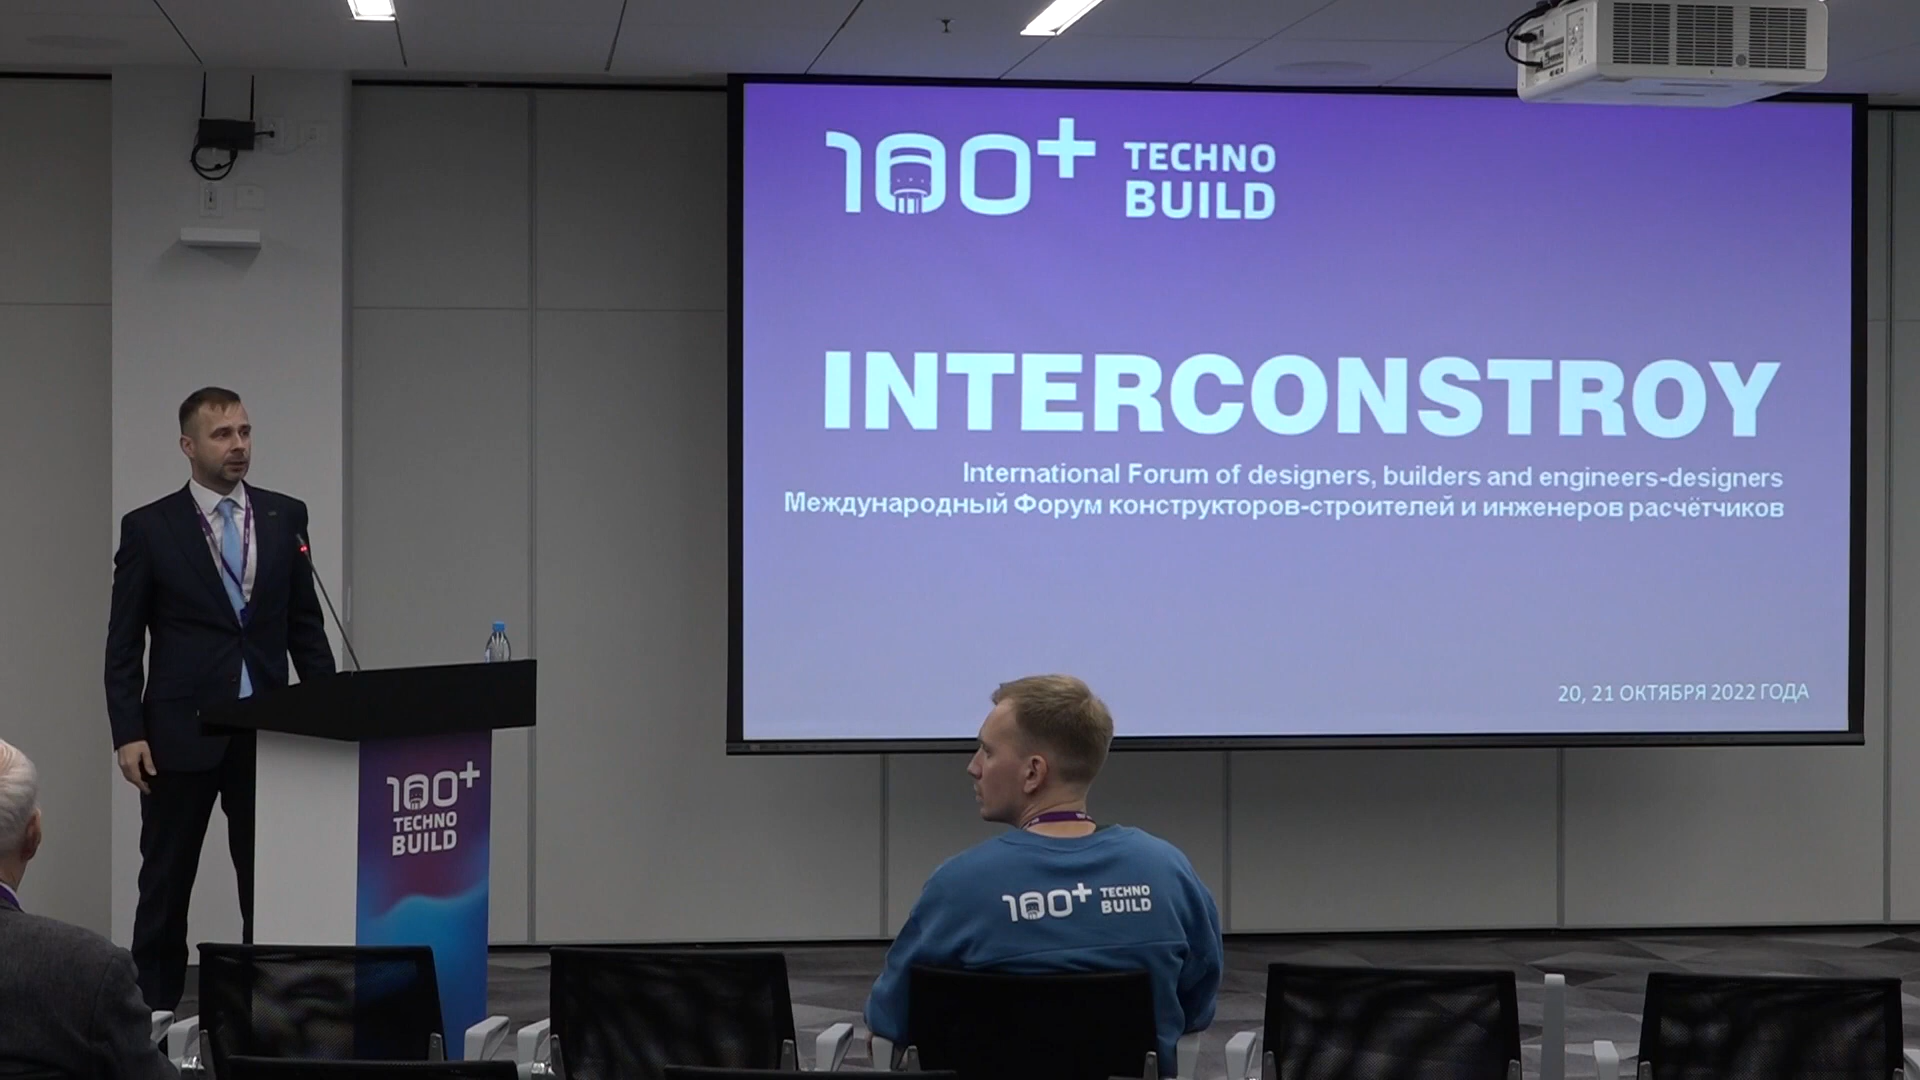 100+ TECHNO
BUILD
INTERCONSTROY
International Forum of designers, builders and engineers-designers
Международный Форум конструкторов-строителей и инженеров расчётчиков
20, 21 ОКТЯБРЯ 2022 ГОДА
100+
TECHNO
BUILD
100+ TECHNO
BUILD